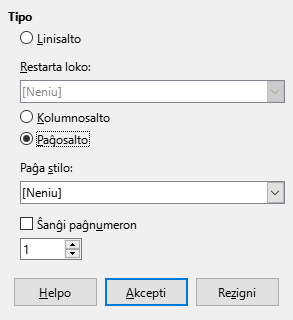 Tipo
Linisalto
Restarta loko:
[Neniu]
Kolumnosalto
Paĝosalto
Paĝa stilo:
[Neniu]
Ŝanĝi paĝnumeron
1
Helpo Akcepti Rezigni